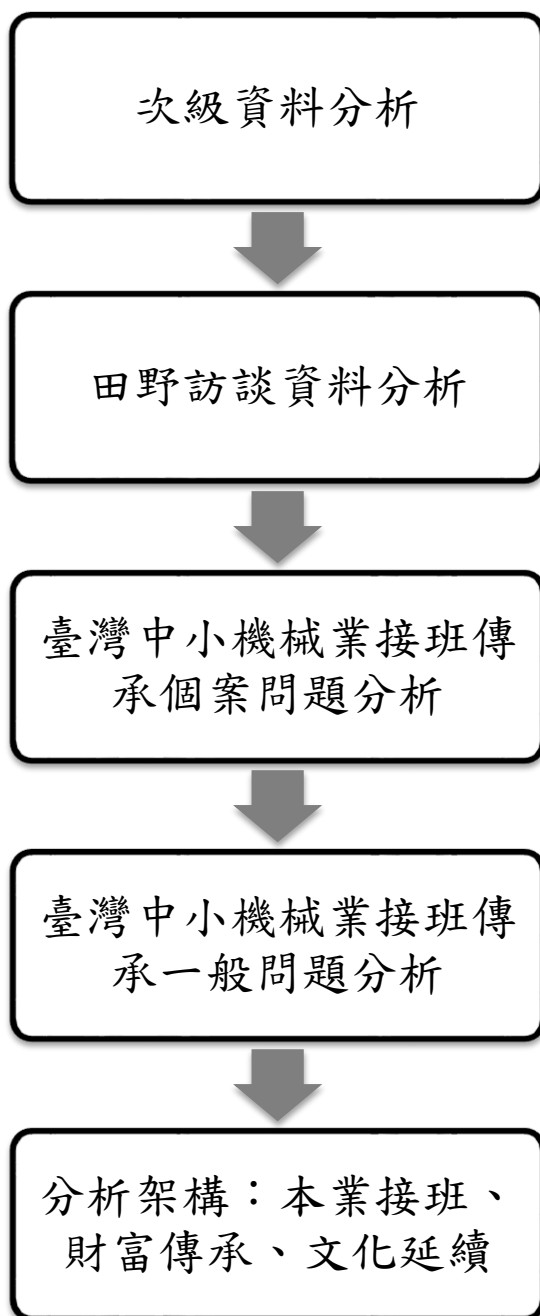 次級資料分析
田野訪談資料分析
臺灣中小機械業接班傳
承個案問題分析
臺灣中小機械業接班傳
承一般問題分析
分析架構：本業接班、
財富傳承、文化延續